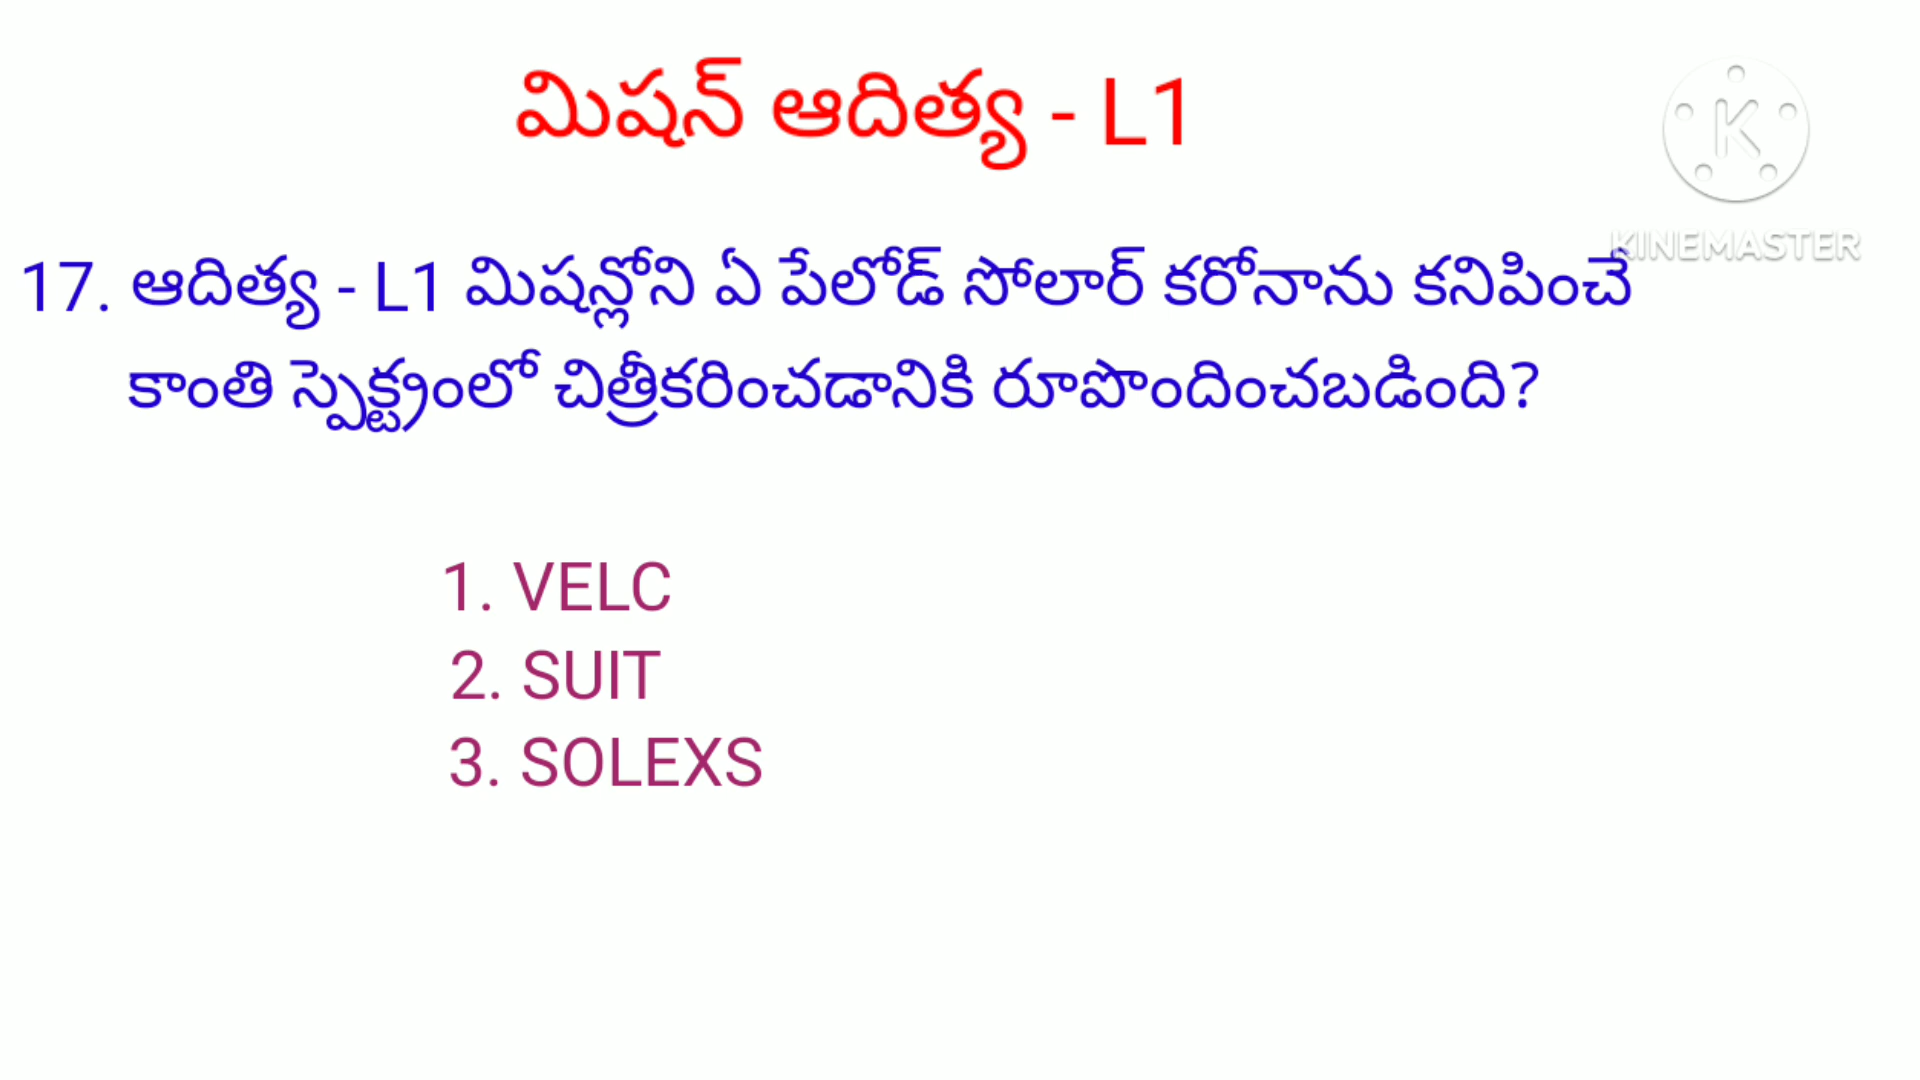 మిషన్ ఆదిత్య - L1
K
KINEMASTER
17. ఆదిత్య - L1 మిషన్లోని ఏ పేలోడ్ సోలార్ కరోనాను కనిపించే
కాంతి స్పెక్ట్రంలో చిత్రీకరించడానికి రూపొందించబడింది?
1. VELC
2. SUIT
3. SOLEXS